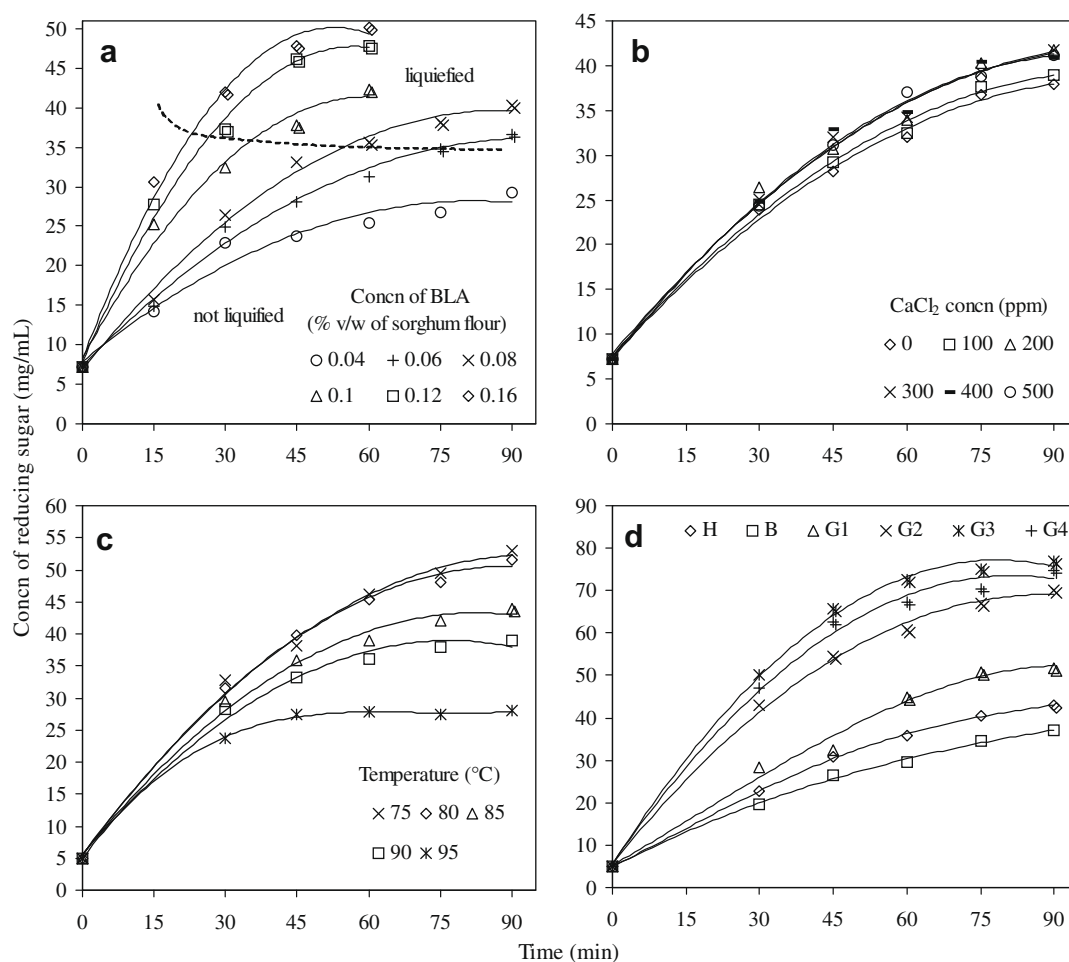 Concn of reducing sugar (mg/mL)
a
50
45
40
35
30
25
20
15
10
5
0
liquiefied
not liquified
Concn of BLA
(% v/w of sorghum flour)
0.04 0.06 0.08
0.1 0.12 0.16
0 15 30 45 60 75 90
b
45
40
35
30
25
20
15
10
5
0
CaCl₂ concn (ppm)
0 100 200
300 400 500
0 15 30 45 60 75 90
c
60
55
50
45
40
35
30
25
20
15
10
5
0
Temperature (°C)
75 80 85
90 95
0 15 30 45 60 75 90
d
90
80
70
60
50
40
30
20
10
0
H B G1 G2 G3 G4
0 15 30 45 60 75 90
Time (min)